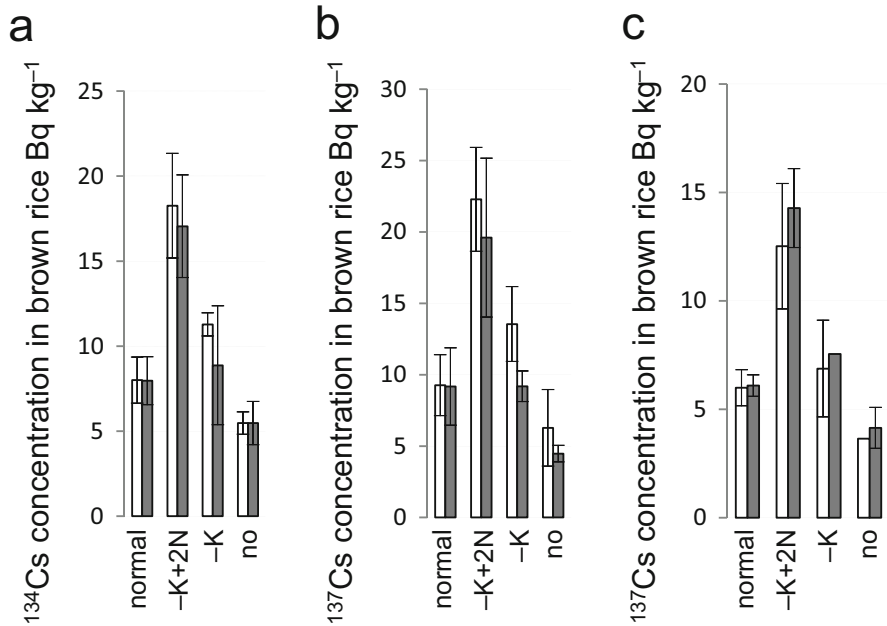 a
¹³⁴Cs concentration in brown rice Bq kg⁻¹
25
20
15
10
5
0
normal
–K+2N
–K
no
b
¹³⁷Cs concentration in brown rice Bq kg⁻¹
30
25
20
15
10
5
0
normal
–K+2N
–K
no
c
¹³⁷Cs concentration in brown rice Bq kg⁻¹
20
15
10
5
0
normal
–K+2N
–K
no